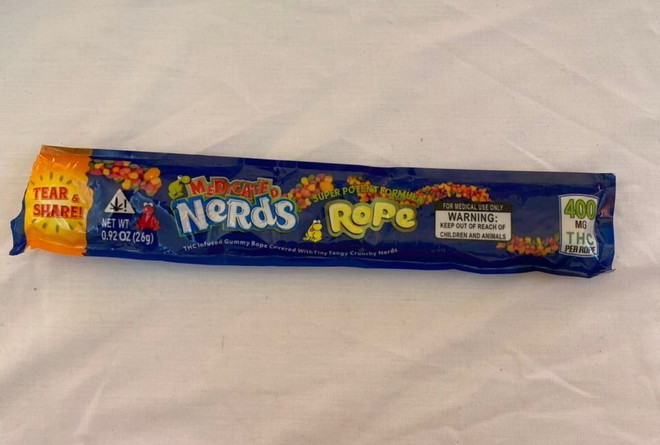 TEAR &
SHARE!
NET WT
0.92 OZ (26g)
MEDICATED
NeRds
SUPER POTENT FORMULA
RoPe
THC Infused Gummy Rope Covered With Tiny Tangy Crunchy Nerds
FOR MEDICAL USE ONLY
WARNING:
KEEP OUT OF REACH OF
CHILDREN AND ANIMALS
400
MG
THC
PER ROPE